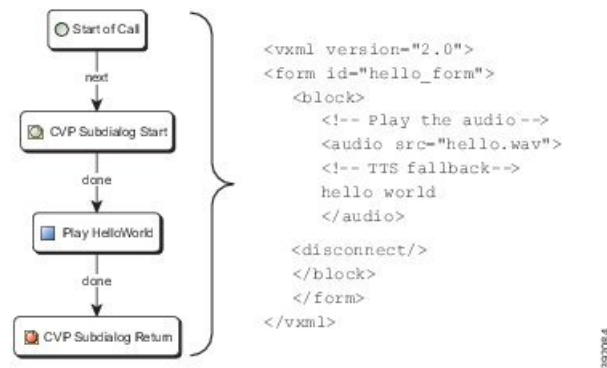 Start of Call
next
CVP Subdialog Start
done
Play HelloWorld
done
CVP Subdialog Return
<vxml version="2.0">
<form id="hello_form">
<block>
<!-- Play the audio -->
<audio src="hello.wav">
<!-- TTS fallback-->
hello world
</audio>
<disconnect/>
</block>
</form>
</vxml>
392084